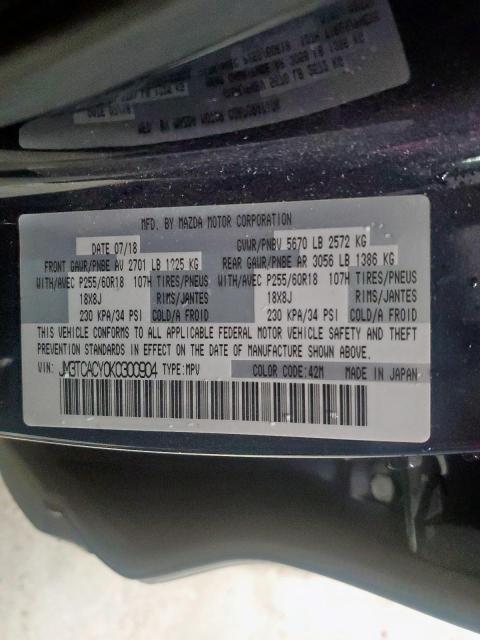 MFD. BY MAZDA MOTOR CORPORATION
DATE 07/18 GVWR/PNBV 5670 LB 2572 KG
FRONT GAWR/PNBE AV 2701 LB 1225 KG REAR GAWR/PNBE AR 3056 LB 1386 KG
WITH/AVEC P255/60R18 107H TIRES/PNEUS WITH/AVEC P255/60R18 107H TIRES/PNEUS
18X8J RIMS/JANTES 18X8J RIMS/JANTES
230 KPA/34 PSI COLD/A FROID 230 KPA/34 PSI COLD/A FROID
THIS VEHICLE CONFORMS TO ALL APPLICABLE FEDERAL MOTOR VEHICLE SAFETY AND THEFT
PREVENTION STANDARDS IN EFFECT ON THE DATE OF MANUFACTURE SHOWN ABOVE.
VIN: JM3TCACY0K0300904 TYPE:MPV COLOR CODE:42M MADE IN JAPAN